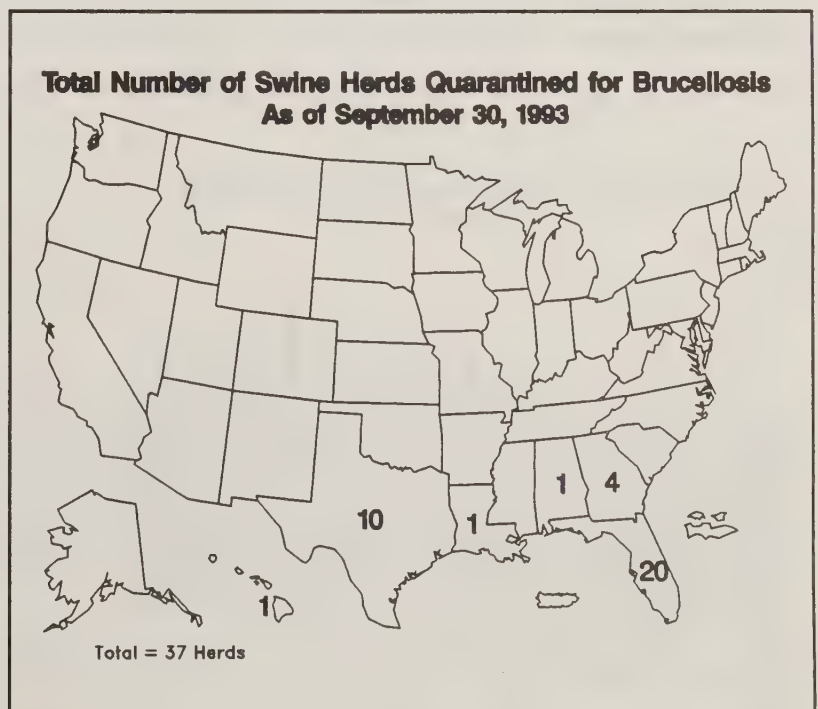 Total Number of Swine Herds Quarantined for Brucellosis
As of September 30, 1993
1
4
10
1
20
1
Total = 37 Herds